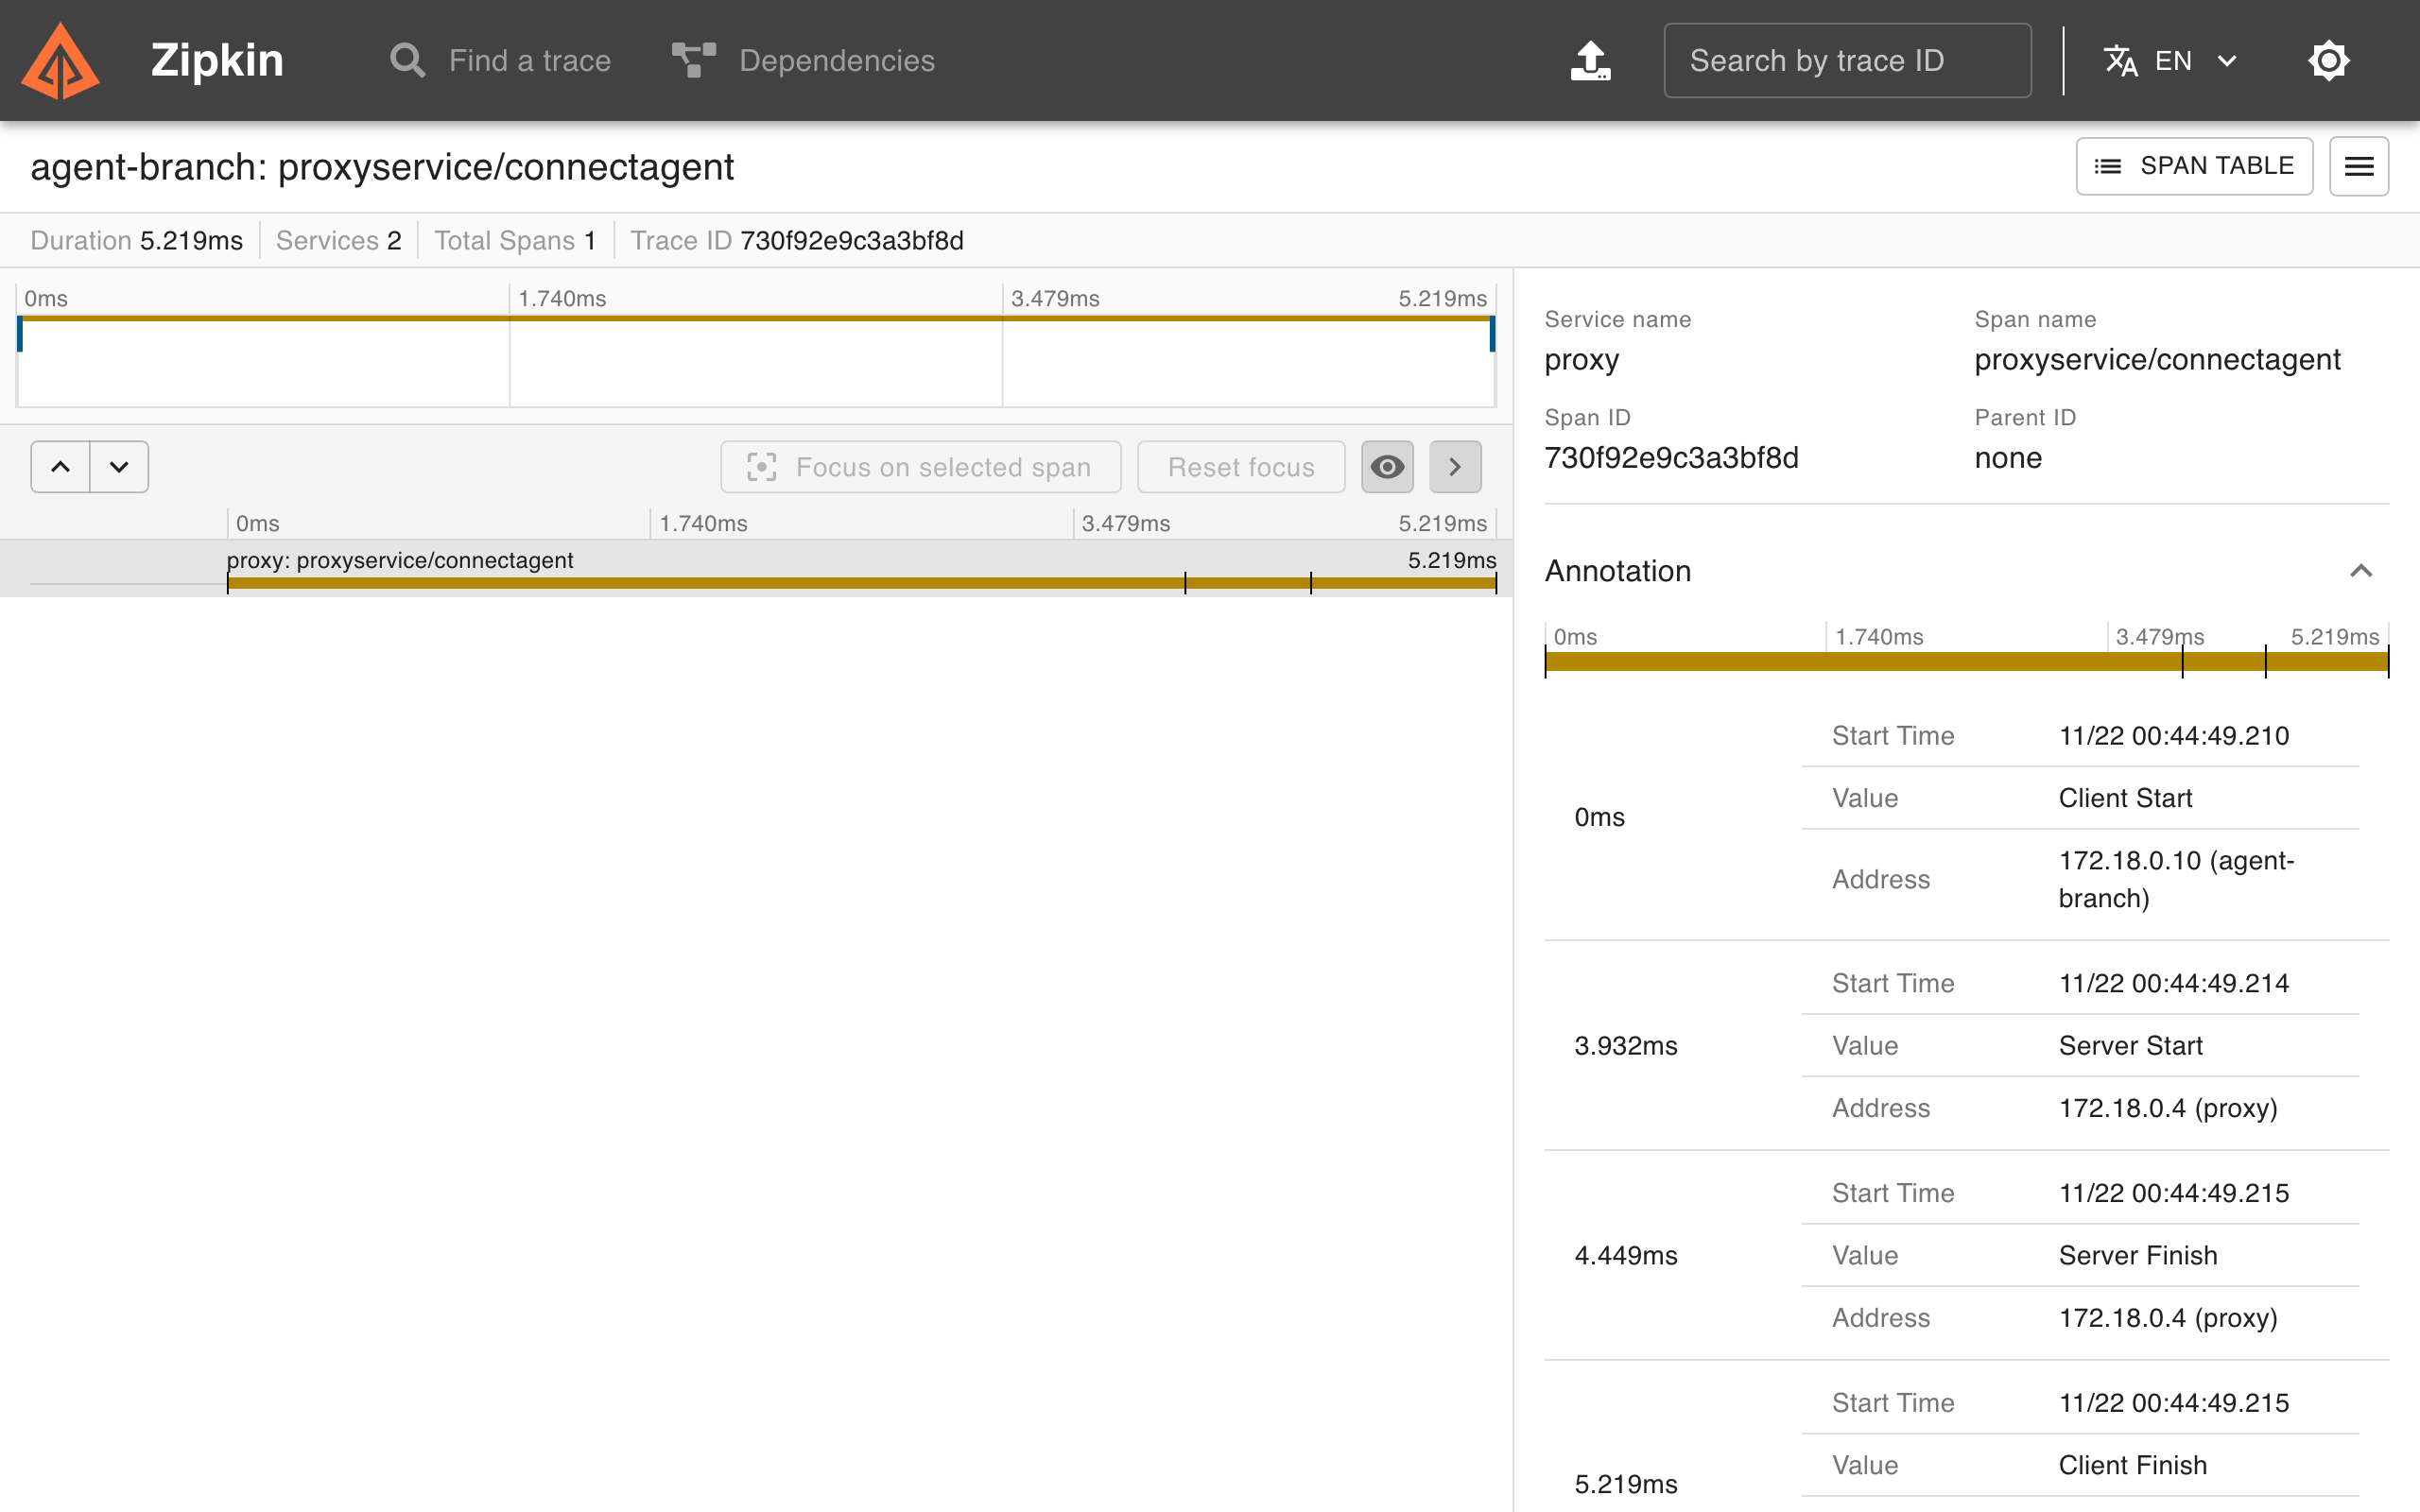 Zipkin
Find a trace
Dependencies
Search by trace ID
EN
agent-branch: proxyservice/connectagent
SPAN TABLE
Duration 5.219ms
Services 2
Total Spans 1
Trace ID 730f92e9c3a3bf8d
0ms 1.740ms 3.479ms 5.219ms
Focus on selected span
Reset focus
0ms 1.740ms 3.479ms 5.219ms
proxy: proxyservice/connectagent 5.219ms
Service name
proxy
Span name
proxyservice/connectagent
Span ID
730f92e9c3a3bf8d
Parent ID
none
Annotation
0ms 1.740ms 3.479ms 5.219ms
0ms
Start Time 11/22 00:44:49.210
Value Client Start
Address 172.18.0.10 (agent-
branch)
3.932ms
Start Time 11/22 00:44:49.214
Value Server Start
Address 172.18.0.4 (proxy)
4.449ms
Start Time 11/22 00:44:49.215
Value Server Finish
Address 172.18.0.4 (proxy)
5.219ms
Start Time 11/22 00:44:49.215
Value Client Finish